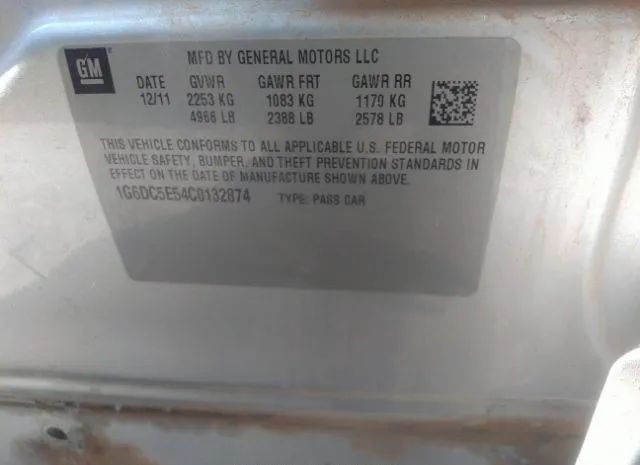 GM
MFD BY GENERAL MOTORS LLC
DATE GVWR GAWR FRT GAWR RR
12/11 2253 KG 1083 KG 1170 KG
4966 LB 2388 LB 2578 LB
THIS VEHICLE CONFORMS TO ALL APPLICABLE U.S. FEDERAL MOTOR
VEHICLE SAFETY, BUMPER, AND THEFT PREVENTION STANDARDS IN
EFFECT ON THE DATE OF MANUFACTURE SHOWN ABOVE.
1G6DC5E54C0132874 TYPE: PASS CAR